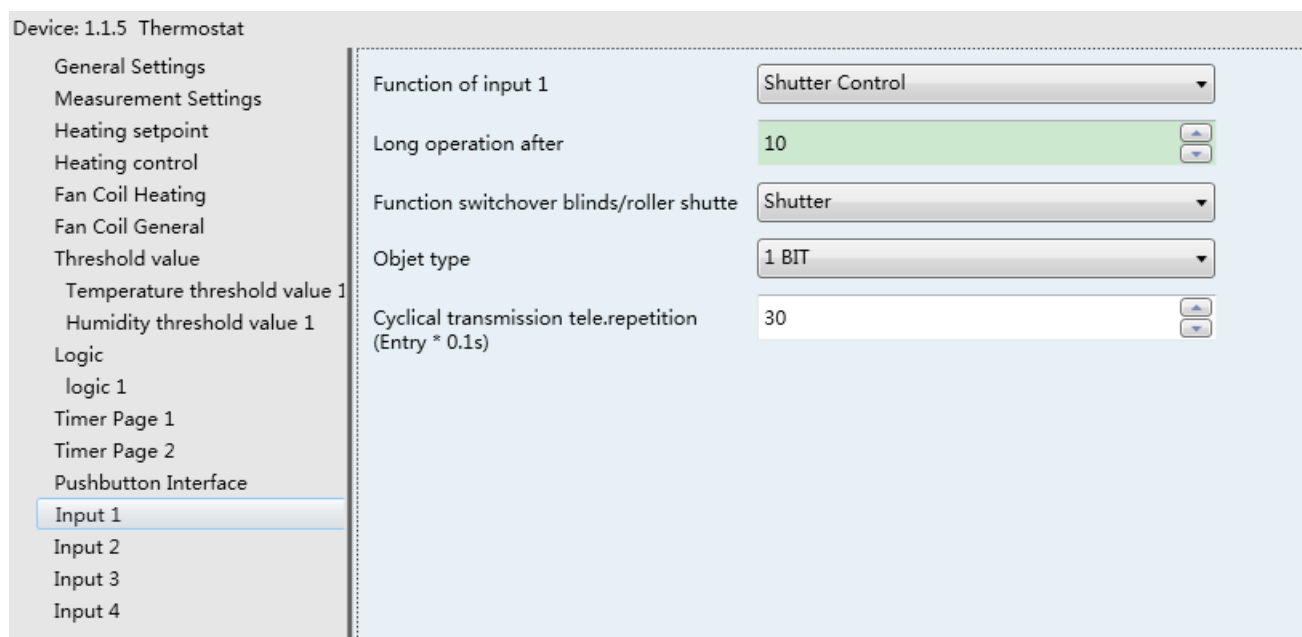 Device: 1.1.5 Thermostat
General Settings
Measurement Settings
Heating setpoint
Heating control
Fan Coil Heating
Fan Coil General
Threshold value
Temperature threshold value 1
Humidity threshold value 1
Logic
logic 1
Timer Page 1
Timer Page 2
Pushbutton Interface
Input 1
Input 2
Input 3
Input 4
Function of input 1
Shutter Control
Long operation after
10
Function switchover blinds/roller shutte
Shutter
Objet type
1 BIT
Cyclical transmission tele.repetition
(Entry * 0.1s)
30